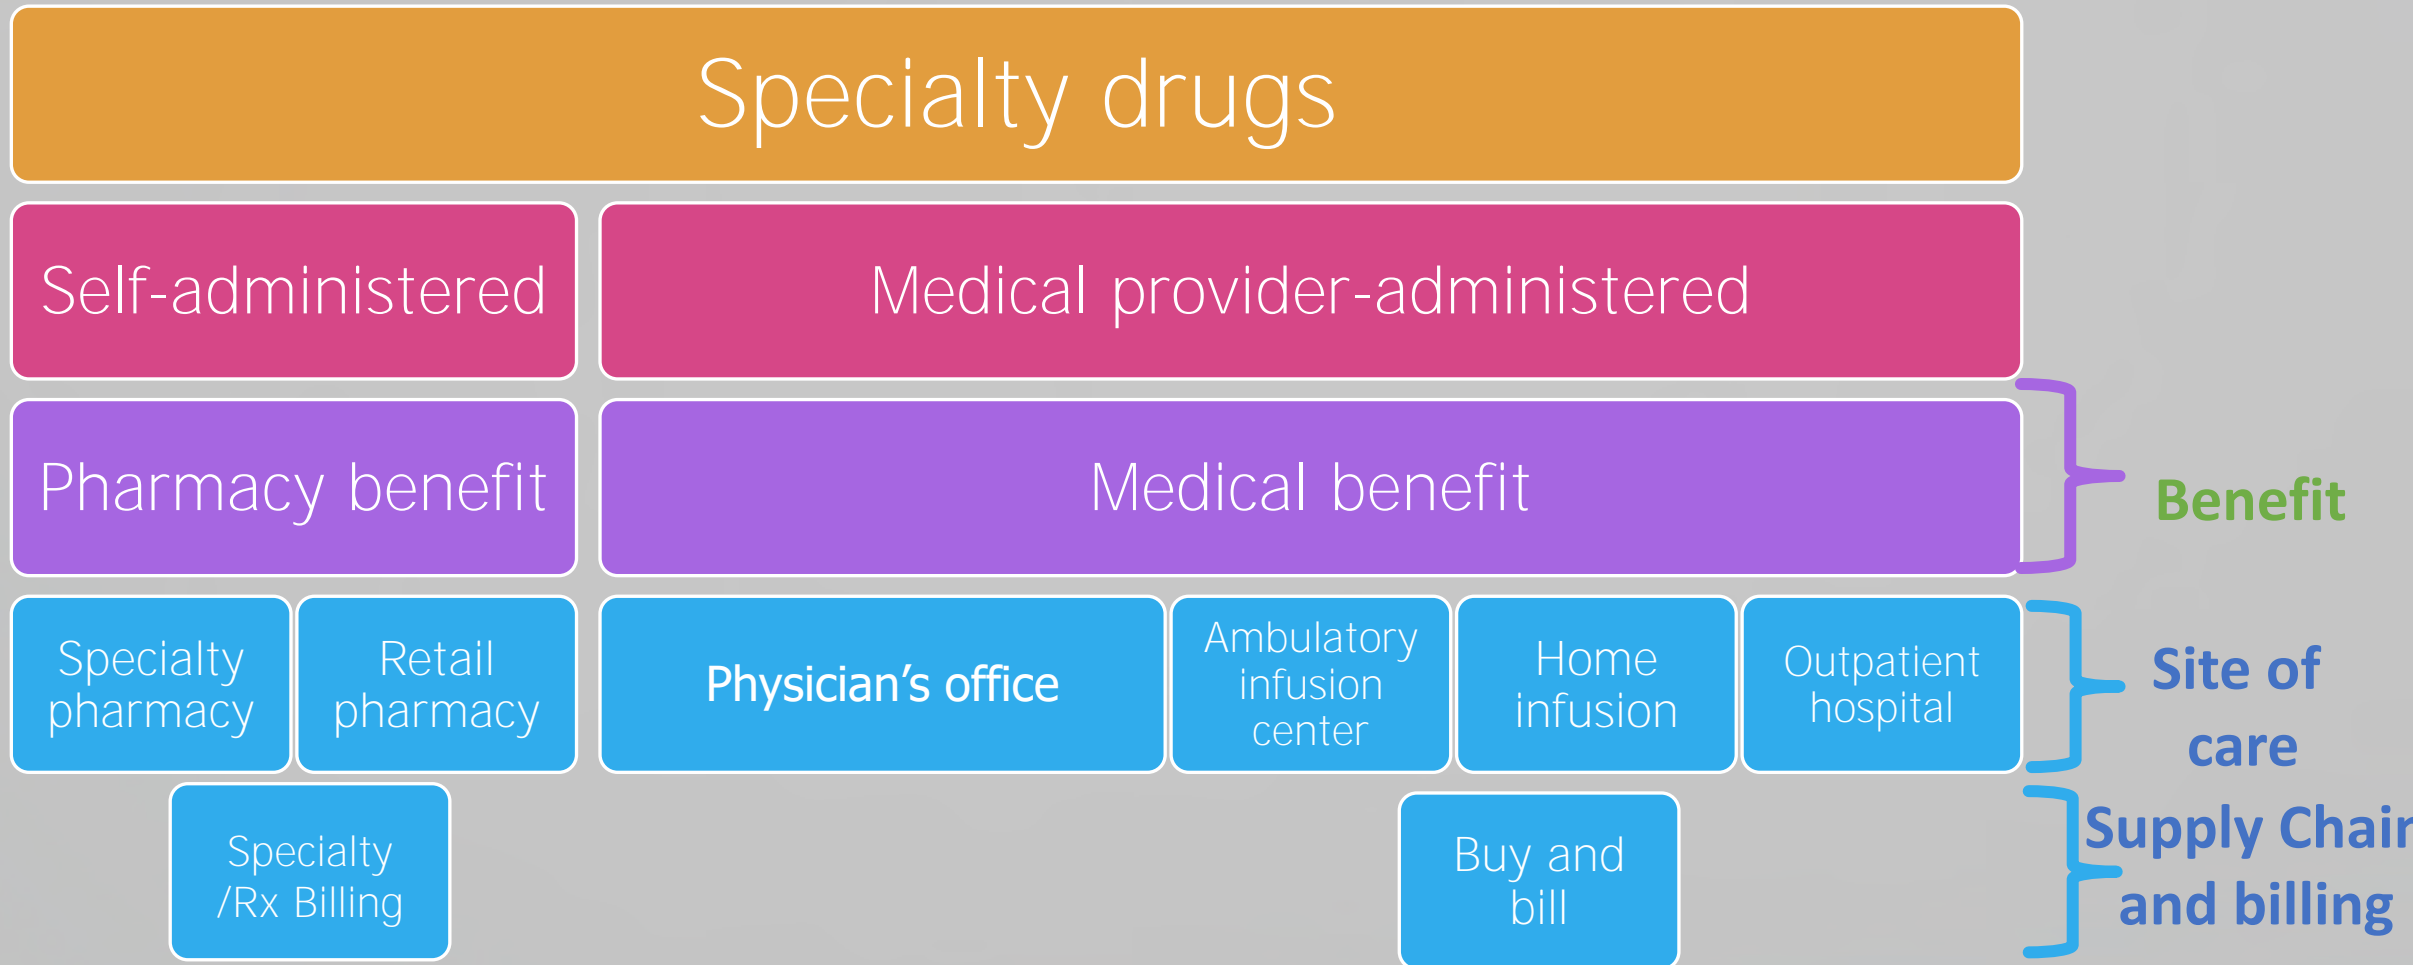 Specialty drugs
Self-administered
Medical provider-administered
Pharmacy benefit
Medical benefit
Benefit
Specialty
pharmacy
Retail
pharmacy
Physician's office
Ambulatory
infusion
center
Home
infusion
Outpatient
hospital
Site of
care
Specialty
/Rx Billing
Buy and
bill
Supply Chain
and billing